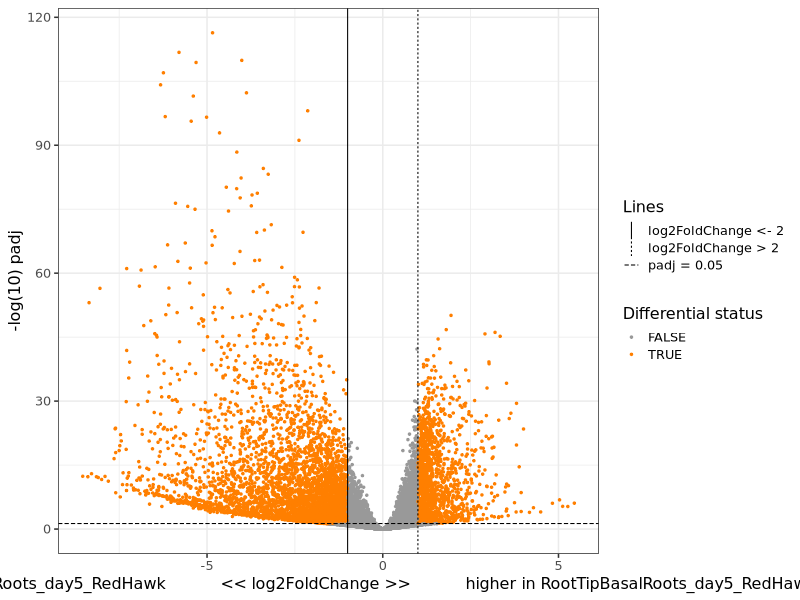 120
90
60
30
0
-log(10) padj
-5
0
5
Roots_day5_RedHawk << log2FoldChange >> higher in RootTipBasalRoots_day5_RedHaw
Lines
log2FoldChange <- 2
log2FoldChange > 2
padj = 0.05
Differential status
FALSE
TRUE